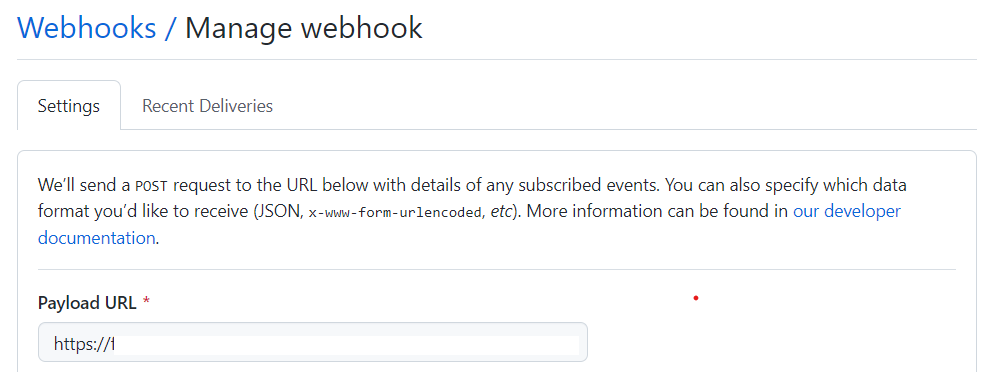 Webhooks / Manage webhook
Settings
Recent Deliveries
We’ll send a POST request to the URL below with details of any subscribed events. You can also specify which data
format you’d like to receive (JSON, x-www-form-urlencoded, etc). More information can be found in our developer
documentation.
Payload URL *
https://